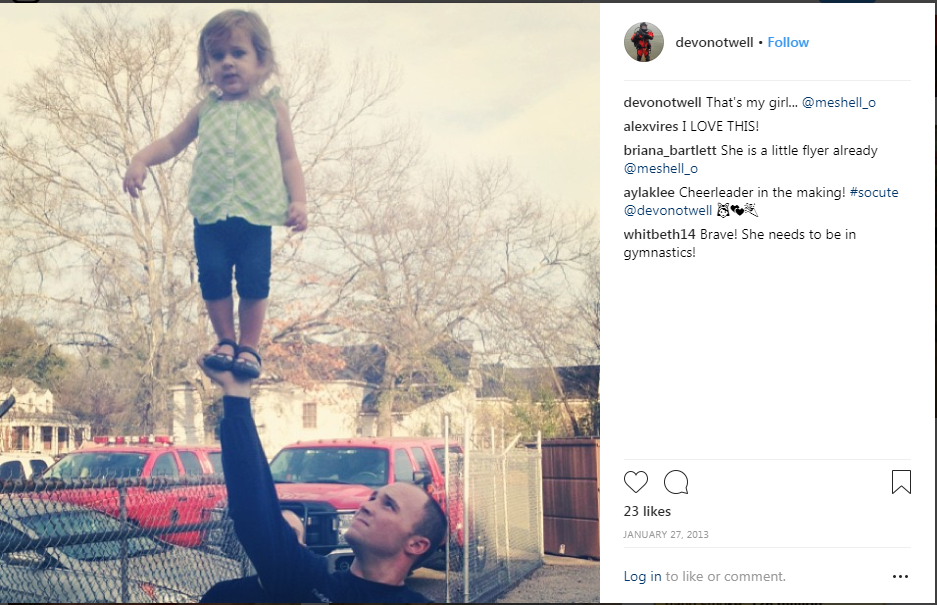 devonotwell • Follow
devonotwell That's my girl... @meshell_o
alexvires I LOVE THIS!
briana_bartlett She is a little flyer already
@meshell_o
aylaklee Cheerleader in the making! #socute
@devonotwell
whitbeth14 Brave! She needs to be in
gymnastics!
23 likes
JANUARY 27, 2013
Log in to like or comment.